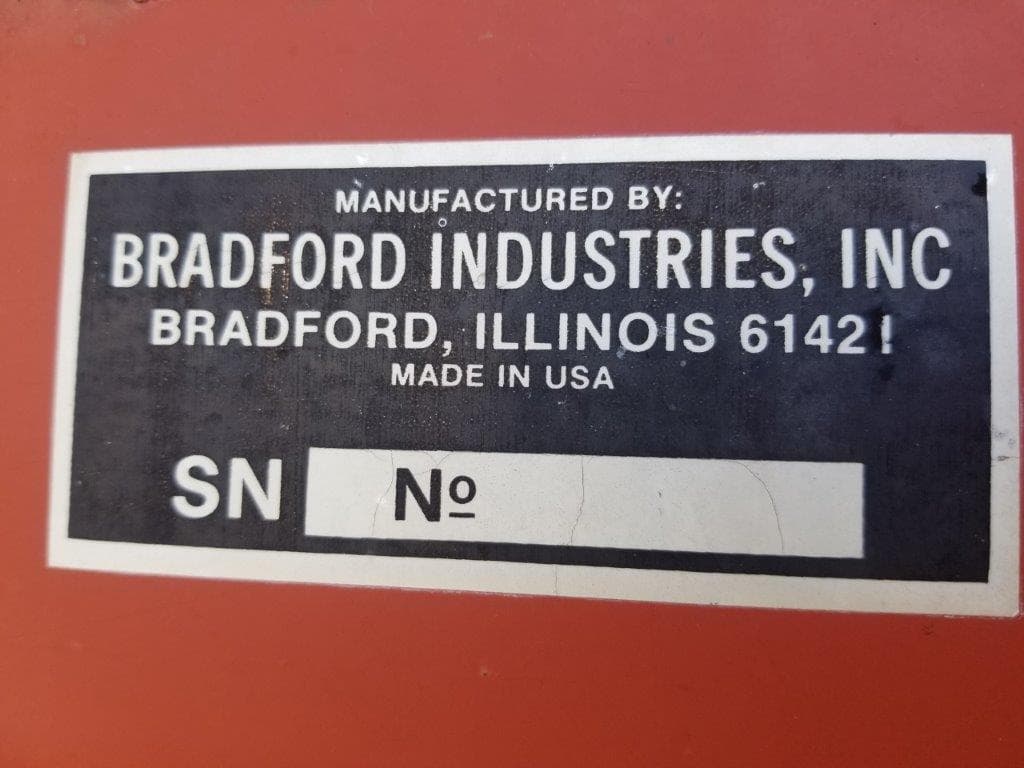 MANUFACTURED BY:
BRADFORD INDUSTRIES, INC
BRADFORD, ILLINOIS 61421
MADE IN USA
SN Nº